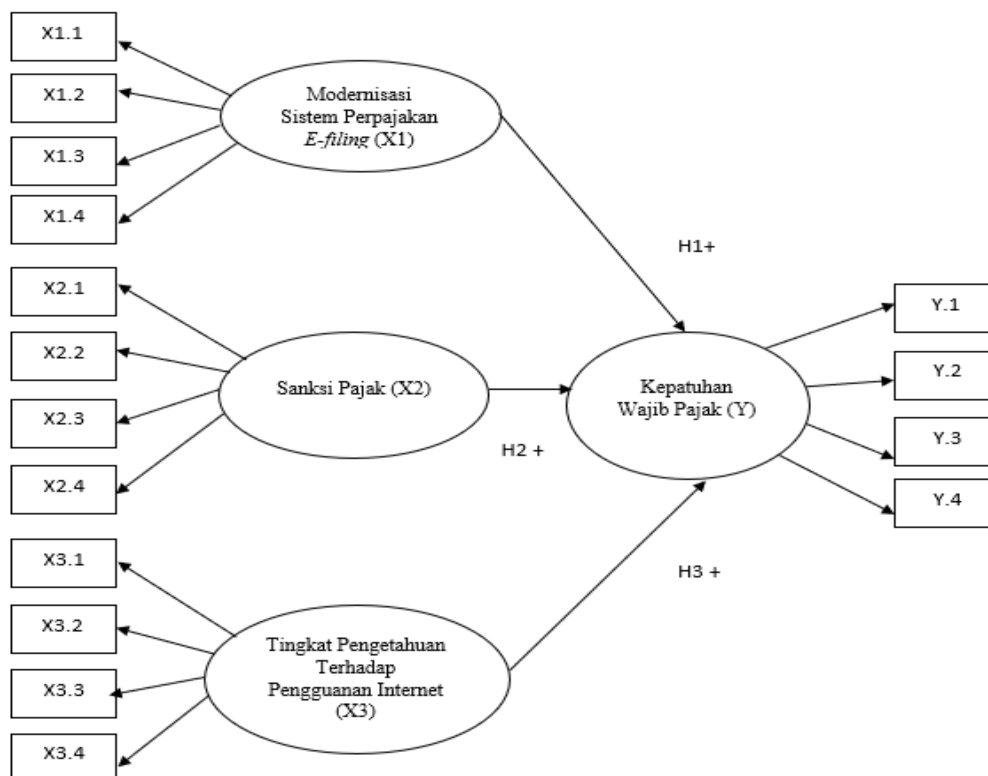 X1.1
X1.2
X1.3
X1.4
Modernisasi
Sistem Perpajakan
E-filing (X1)
H1+
X2.1
X2.2
X2.3
X2.4
Sanksi Pajak (X2)
H2 +
Kepatuhan
Wajib Pajak (Y)
Y.1
Y.2
Y.3
Y.4
X3.1
X3.2
X3.3
X3.4
Tingkat Pengetahuan
Terhadap
Pengguanan Internet
(X3)
H3 +